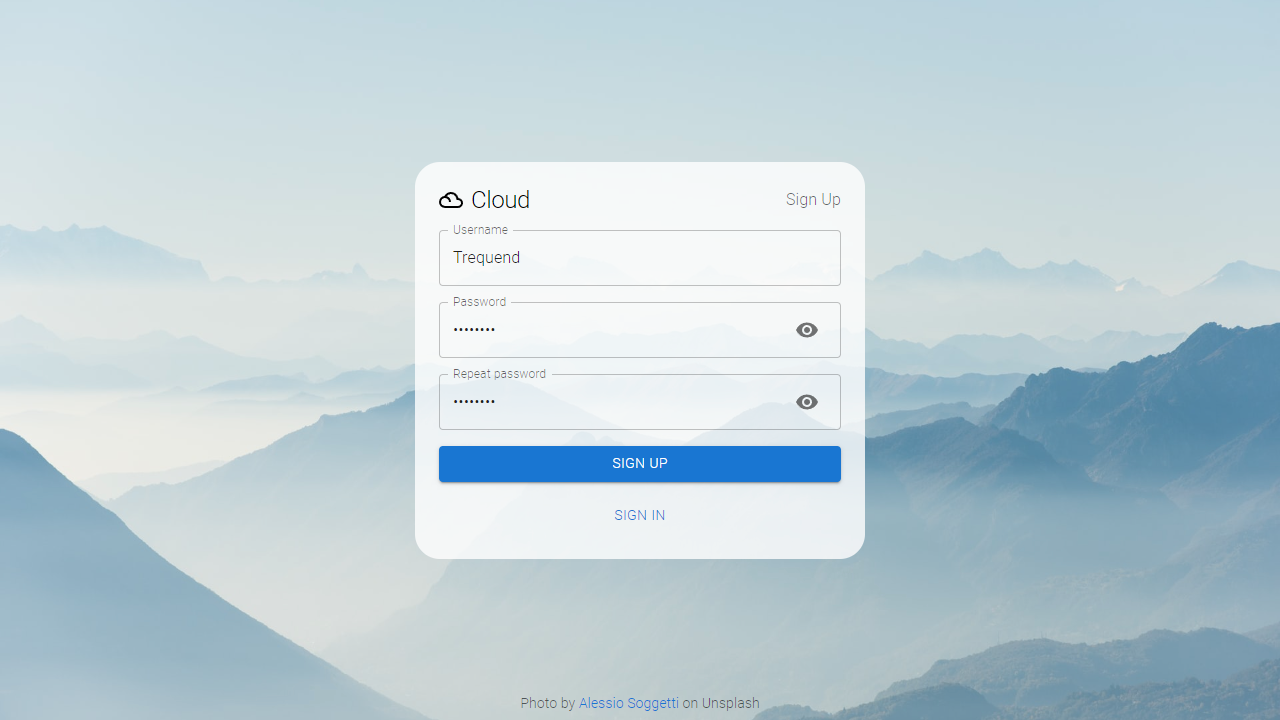 Cloud
Sign Up
Username
Trequend
Password
••••••••
Repeat password
••••••••
SIGN UP
SIGN IN
Photo by Alessio Soggetti on Unsplash